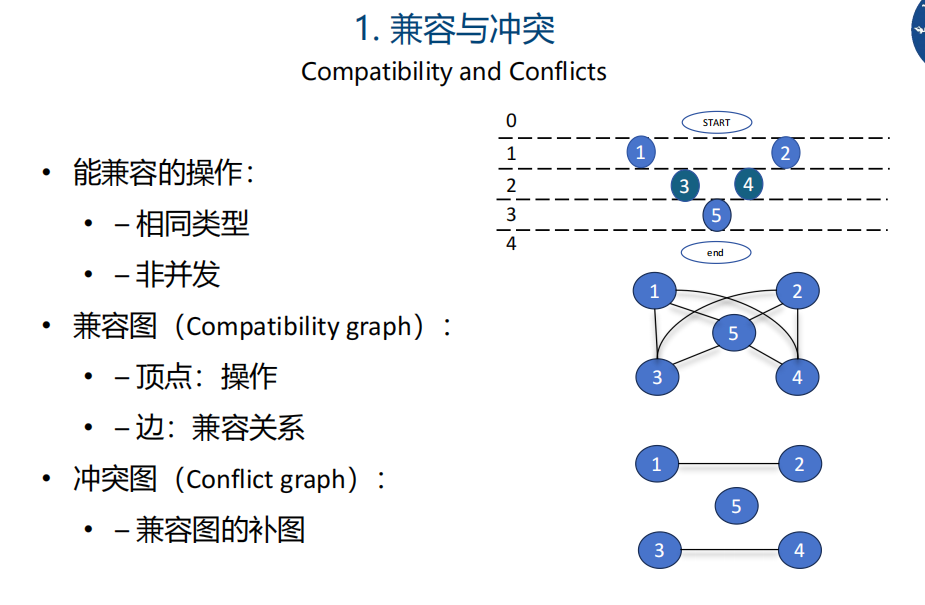 1. 兼容与冲突
Compatibility and Conflicts
• 能兼容的操作：
• – 相同类型
• – 非并发
• 兼容图（Compatibility graph）：
• – 顶点：操作
• – 边：兼容关系
• 冲突图（Conflict graph）：
• – 兼容图的补图
0
START
1
1
2
2
3
4
3
5
4
end
1
2
5
3
4
1
2
5
3
4